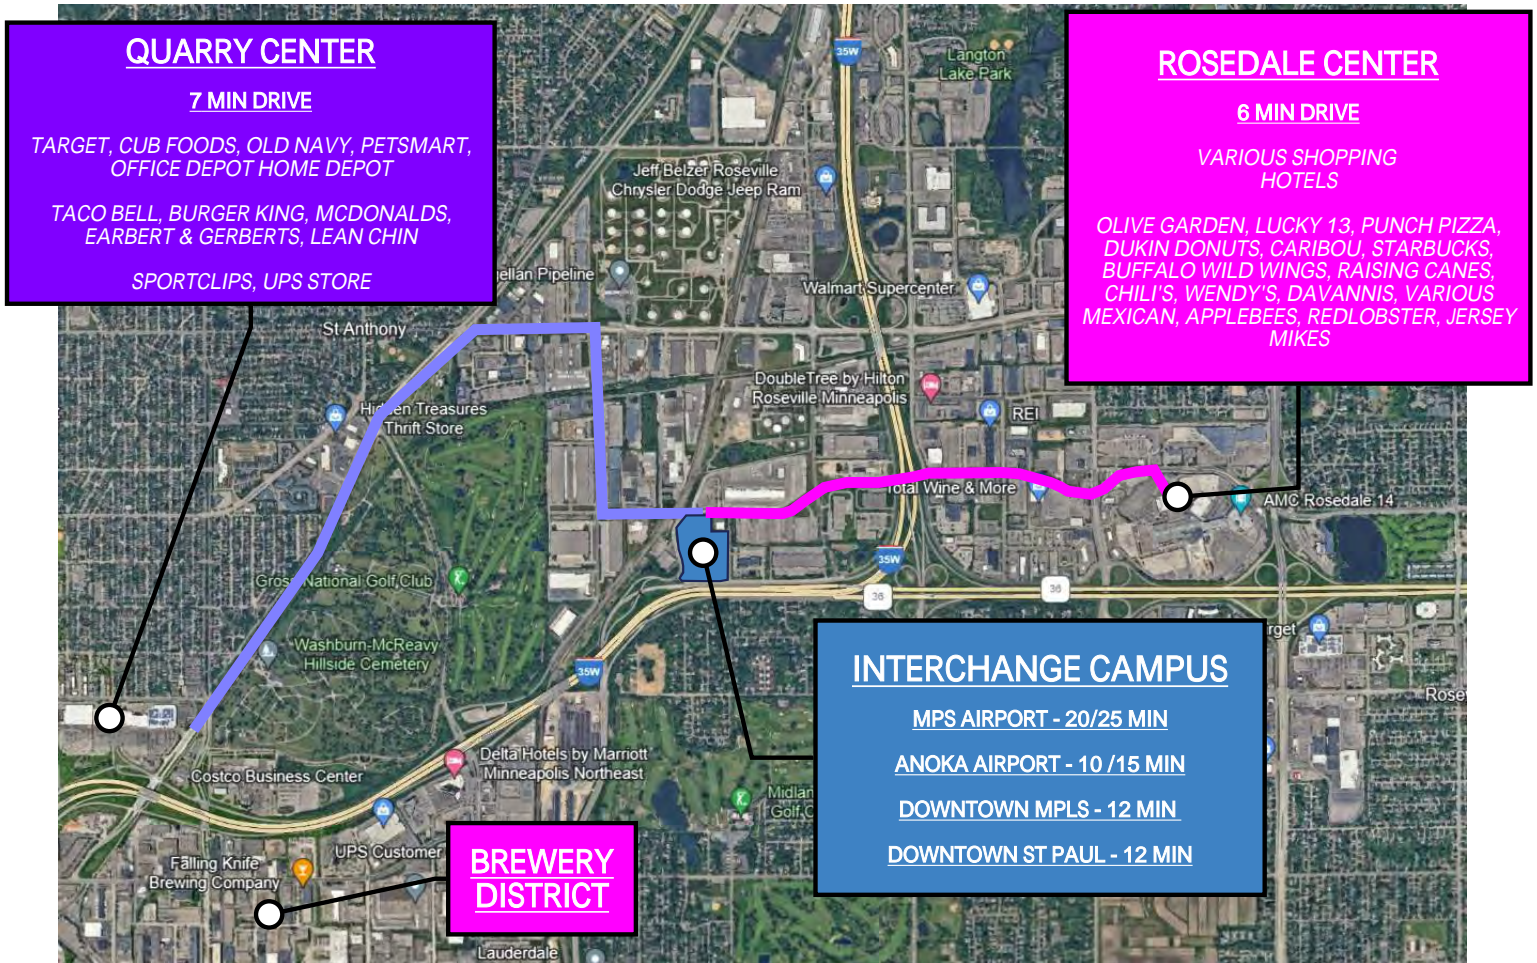 QUARRY CENTER
7 MIN DRIVE
TARGET, CUB FOODS, OLD NAVY, PETSMART,
OFFICE DEPOT HOME DEPOT
TACO BELL, BURGER KING, MCDONALDS,
EARBERT & GERBERTS, LEAN CHIN
SPORTCLIPS, UPS STORE
ROSEDALE CENTER
6 MIN DRIVE
VARIOUS SHOPPING
HOTELS
OLIVE GARDEN, LUCKY 13, PUNCH PIZZA,
DUKIN DONUTS, CARIBOU, STARBUCKS,
BUFFALO WILD WINGS, RAISING CANES,
CHILI'S, WENDY'S, DAVANNIS, VARIOUS
MEXICAN, APPLEBEES, REDLOBSTER, JERSEY
MIKES
35W
Langton
Lake Park
Jeff Belzer Roseville
Chrysler Dodge Jeep Ram
ellan Pipeline
Walmart Supercenter
St Anthony
DoubleTree by Hilton
Roseville Minneapolis
REI
Hidden Treasures
Thrift Store
Total Wine & More
AMC Rosedale 14
35W
36
36
Gross National Golf Club
Washburn-McReavy
Hillside Cemetery
35W
rget
Rose
INTERCHANGE CAMPUS
MPS AIRPORT - 20/25 MIN
ANOKA AIRPORT - 10 /15 MIN
DOWNTOWN MPLS - 12 MIN
DOWNTOWN ST PAUL - 12 MIN
Delta Hotels by Marriott
Minneapolis Northeast
Costco Business Center
Midlan
Golf C
UPS Customer
Falling Knife
Brewing Company
BREWERY
DISTRICT
Lauderdale